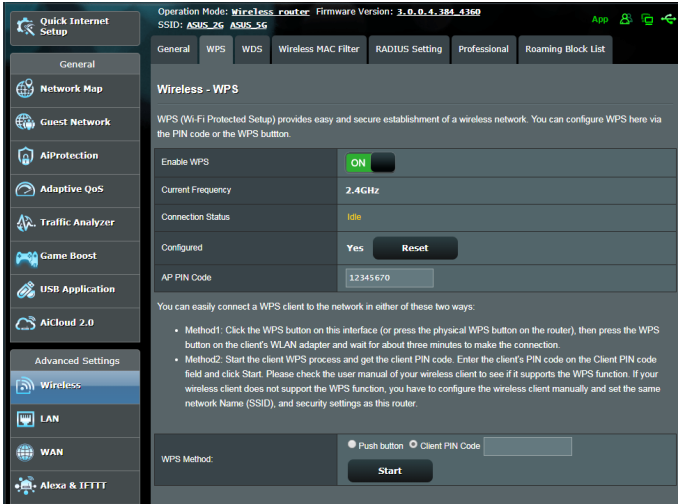 Quick Internet
Setup
Operation Mode: Wireless router Firmware Version: 3.0.0.4.384_4360
SSID: ASUS_2G ASUS_5G
App
General
WPS
WDS
Wireless MAC
Filter
RADIUS Setting
Professional
Roaming Block List
General
Network Map
Guest Network
AiProtection
Adaptive QoS
Traffic Analyzer
Game Boost
USB Application
AiCloud 2.0
Advanced Settings
Wireless
LAN
WAN
Alexa & IFTTT
Wireless - WPS
WPS (Wi-Fi Protected Setup) provides easy and secure establishment of a wireless network. You can configure WPS here via
the PIN code or the WPS buttton.
Enable WPS
ON
Current Frequency
2.4GHz
Connection Status
Idle
Configured
Yes Reset
AP PIN Code
12345670
You can easily connect a WPS client to the network in either of these two ways:
• Method1: Click the WPS button on this interface (or press the physical WPS button on the router), then press the WPS
button on the client's WLAN adapter and wait for about three minutes to make the connection.
• Method2: Start the client WPS process and get the client PIN code. Enter the client's PIN code on the Client PIN code
field and click Start. Please check the user manual of your wireless client to see if it supports the WPS function. If your
wireless client does not support the WPS function, you have to configure the wireless client manually and set the same
network Name (SSID), and security settings as this router.
WPS Method:
Push button Client PIN Code
Start